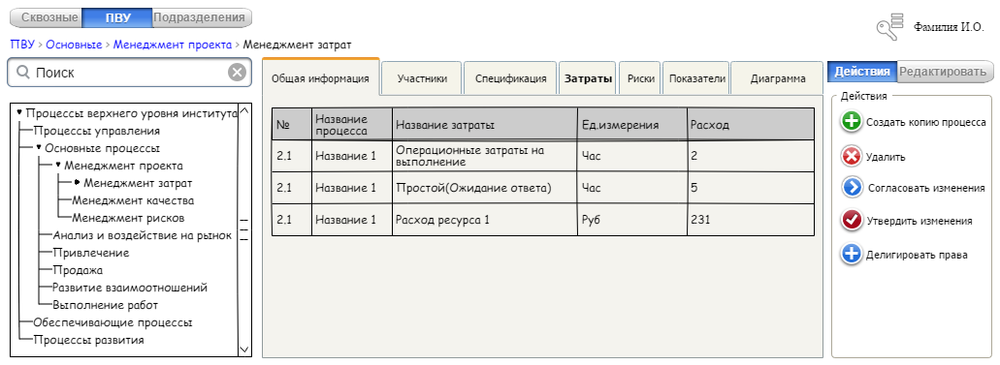 Сквозные ПВУ Подразделения
Фамилия И.О.
ПВУ > Основные > Менеджмент проекта > Менеджмент затрат
Поиск
Процессы верхнего уровня института
Процессы управления
Основные процессы
Менеджмент проекта
Менеджмент затрат
Менеджмент качества
Менеджмент рисков
Анализ и воздействие на рынок
Привлечение
Продажа
Развитие взаимоотношений
Выполнение работ
Обеспечивающие процессы
Процессы развития
Общая информация Участники Спецификация Затраты Риски Показатели Диаграмма
№ Название процесса Название затраты Ед.измерения Расход
2.1 Название 1 Операционные затраты на выполнение Час 2
2.1 Название 1 Простой(Ожидание ответа) Час 5
2.1 Название 1 Расход ресурса 1 Руб 231
Действия Редактировать
Действия
Создать копию процесса
Удалить
Согласовать изменения
Утвердить изменения
Делигировать права